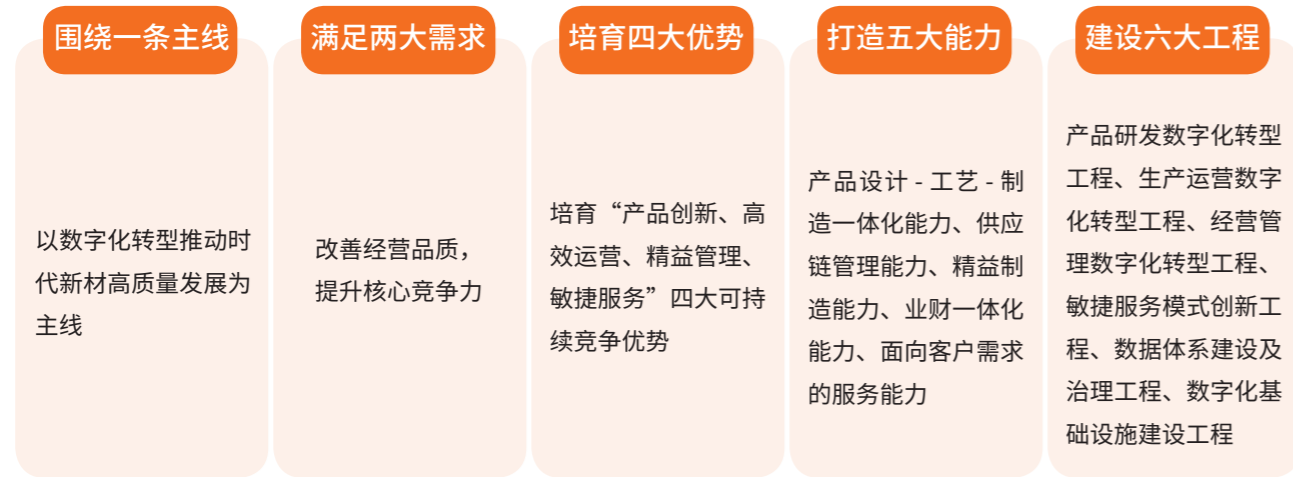 围绕一条主线
以数字化转型推动时
代新材高质量发展为
主线
满足两大需求
改善经营品质，
提升核心竞争力
培育四大优势
培育“产品创新、高
效运营、精益管理、
敏捷服务”四大可持
续竞争优势
打造五大能力
产品设计 - 工艺 - 制
造一体化能力、供应
链管理能力、精益制
造能力、业财一体化
能力、面向客户需求
的服务能力
建设六大工程
产品研发数字化转型
工程、生产运营数字
化转型工程、经营管
理数字化转型工程、
敏捷服务模式创新工
程、数据体系建设及
治理工程、数字化基
础设施建设工程